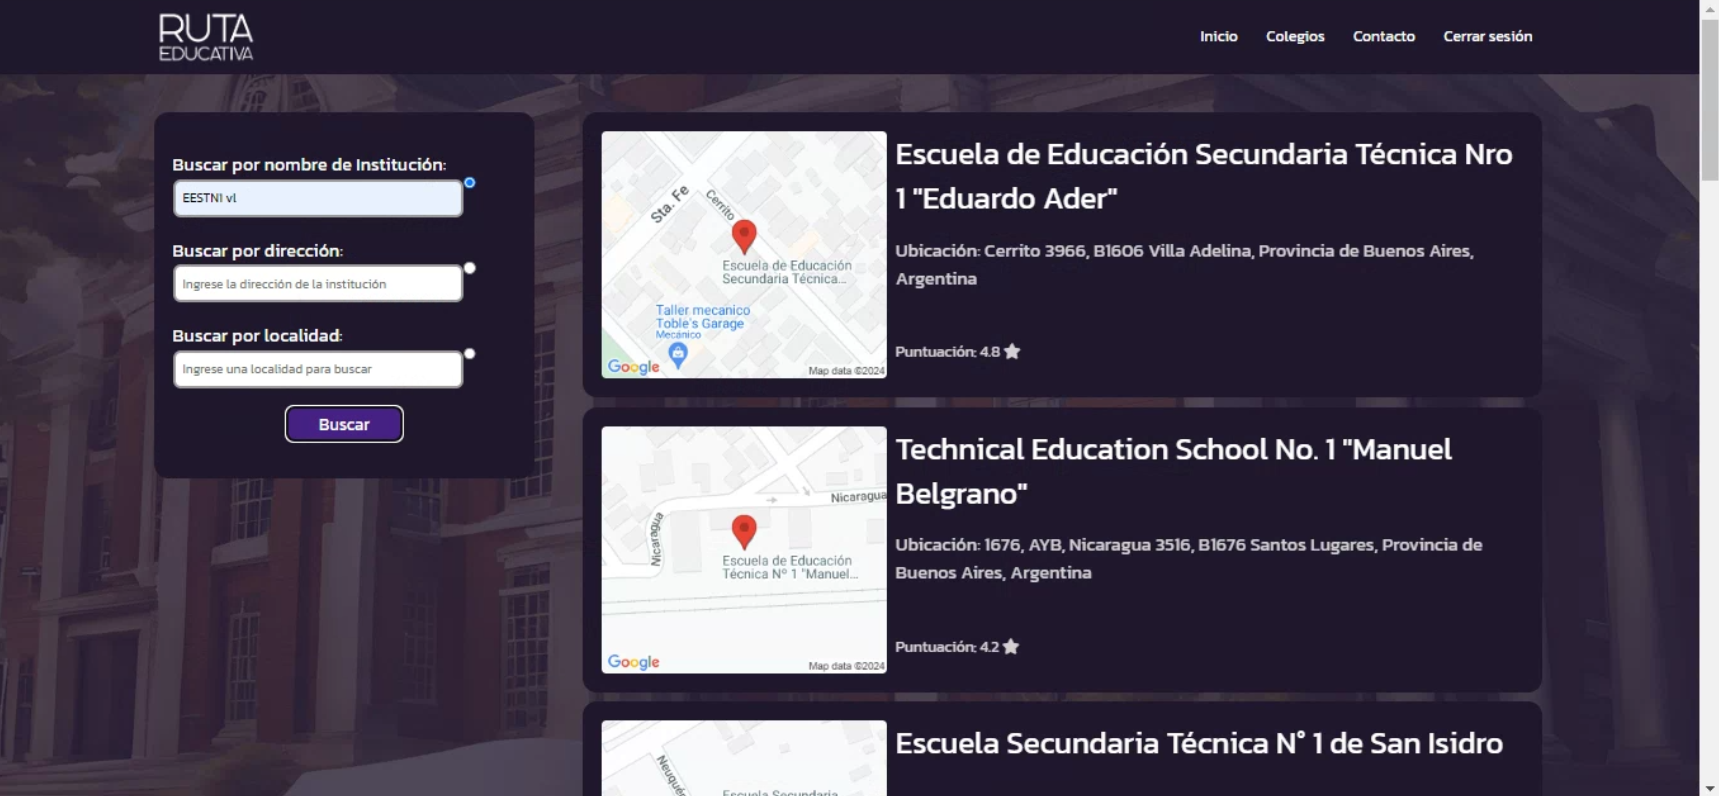 RUTA
EDUCATIVA
Inicio
Colegios
Contacto
Cerrar sesión
Buscar por nombre de Institución:
EESTN1 vl
Buscar por dirección:
Ingrese la dirección de la institución
Buscar por localidad:
Ingrese una localidad para buscar
Buscar
Sta. Fe
Cerrito
Escuela de Educación
Secundaria Técnica...
Taller mecanico
Toble's Garage
Mecánico
Google
Map data ©2024
Escuela de Educación Secundaria Técnica Nro
1 "Eduardo Ader"
Ubicación: Cerrito 3966, B1606 Villa Adelina, Provincia de Buenos Aires,
Argentina
Puntuación: 4.8
Nicaragua
Nicaragua
Escuela de Educación
Técnica Nº 1 "Manuel...
Google
Map data ©2024
Technical Education School No. 1 "Manuel
Belgrano"
Ubicación: 1676, AYB, Nicaragua 3516, B1676 Santos Lugares, Provincia de
Buenos Aires, Argentina
Puntuación: 4.2
Neuquén
Escuela Secundaria
Escuela Secundaria Técnica N° 1 de San Isidro